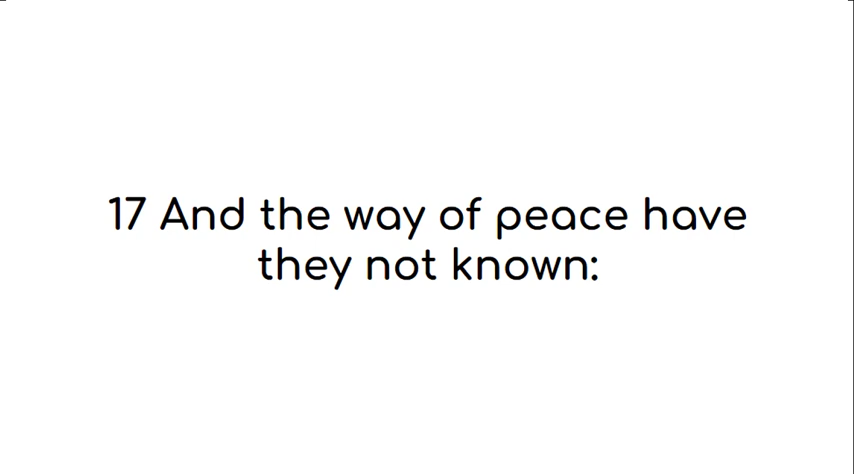 17 And the way of peace have
they not known: